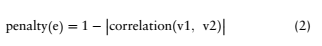 penalty(e) = 1 − |correlation(v1, v2)| (2)